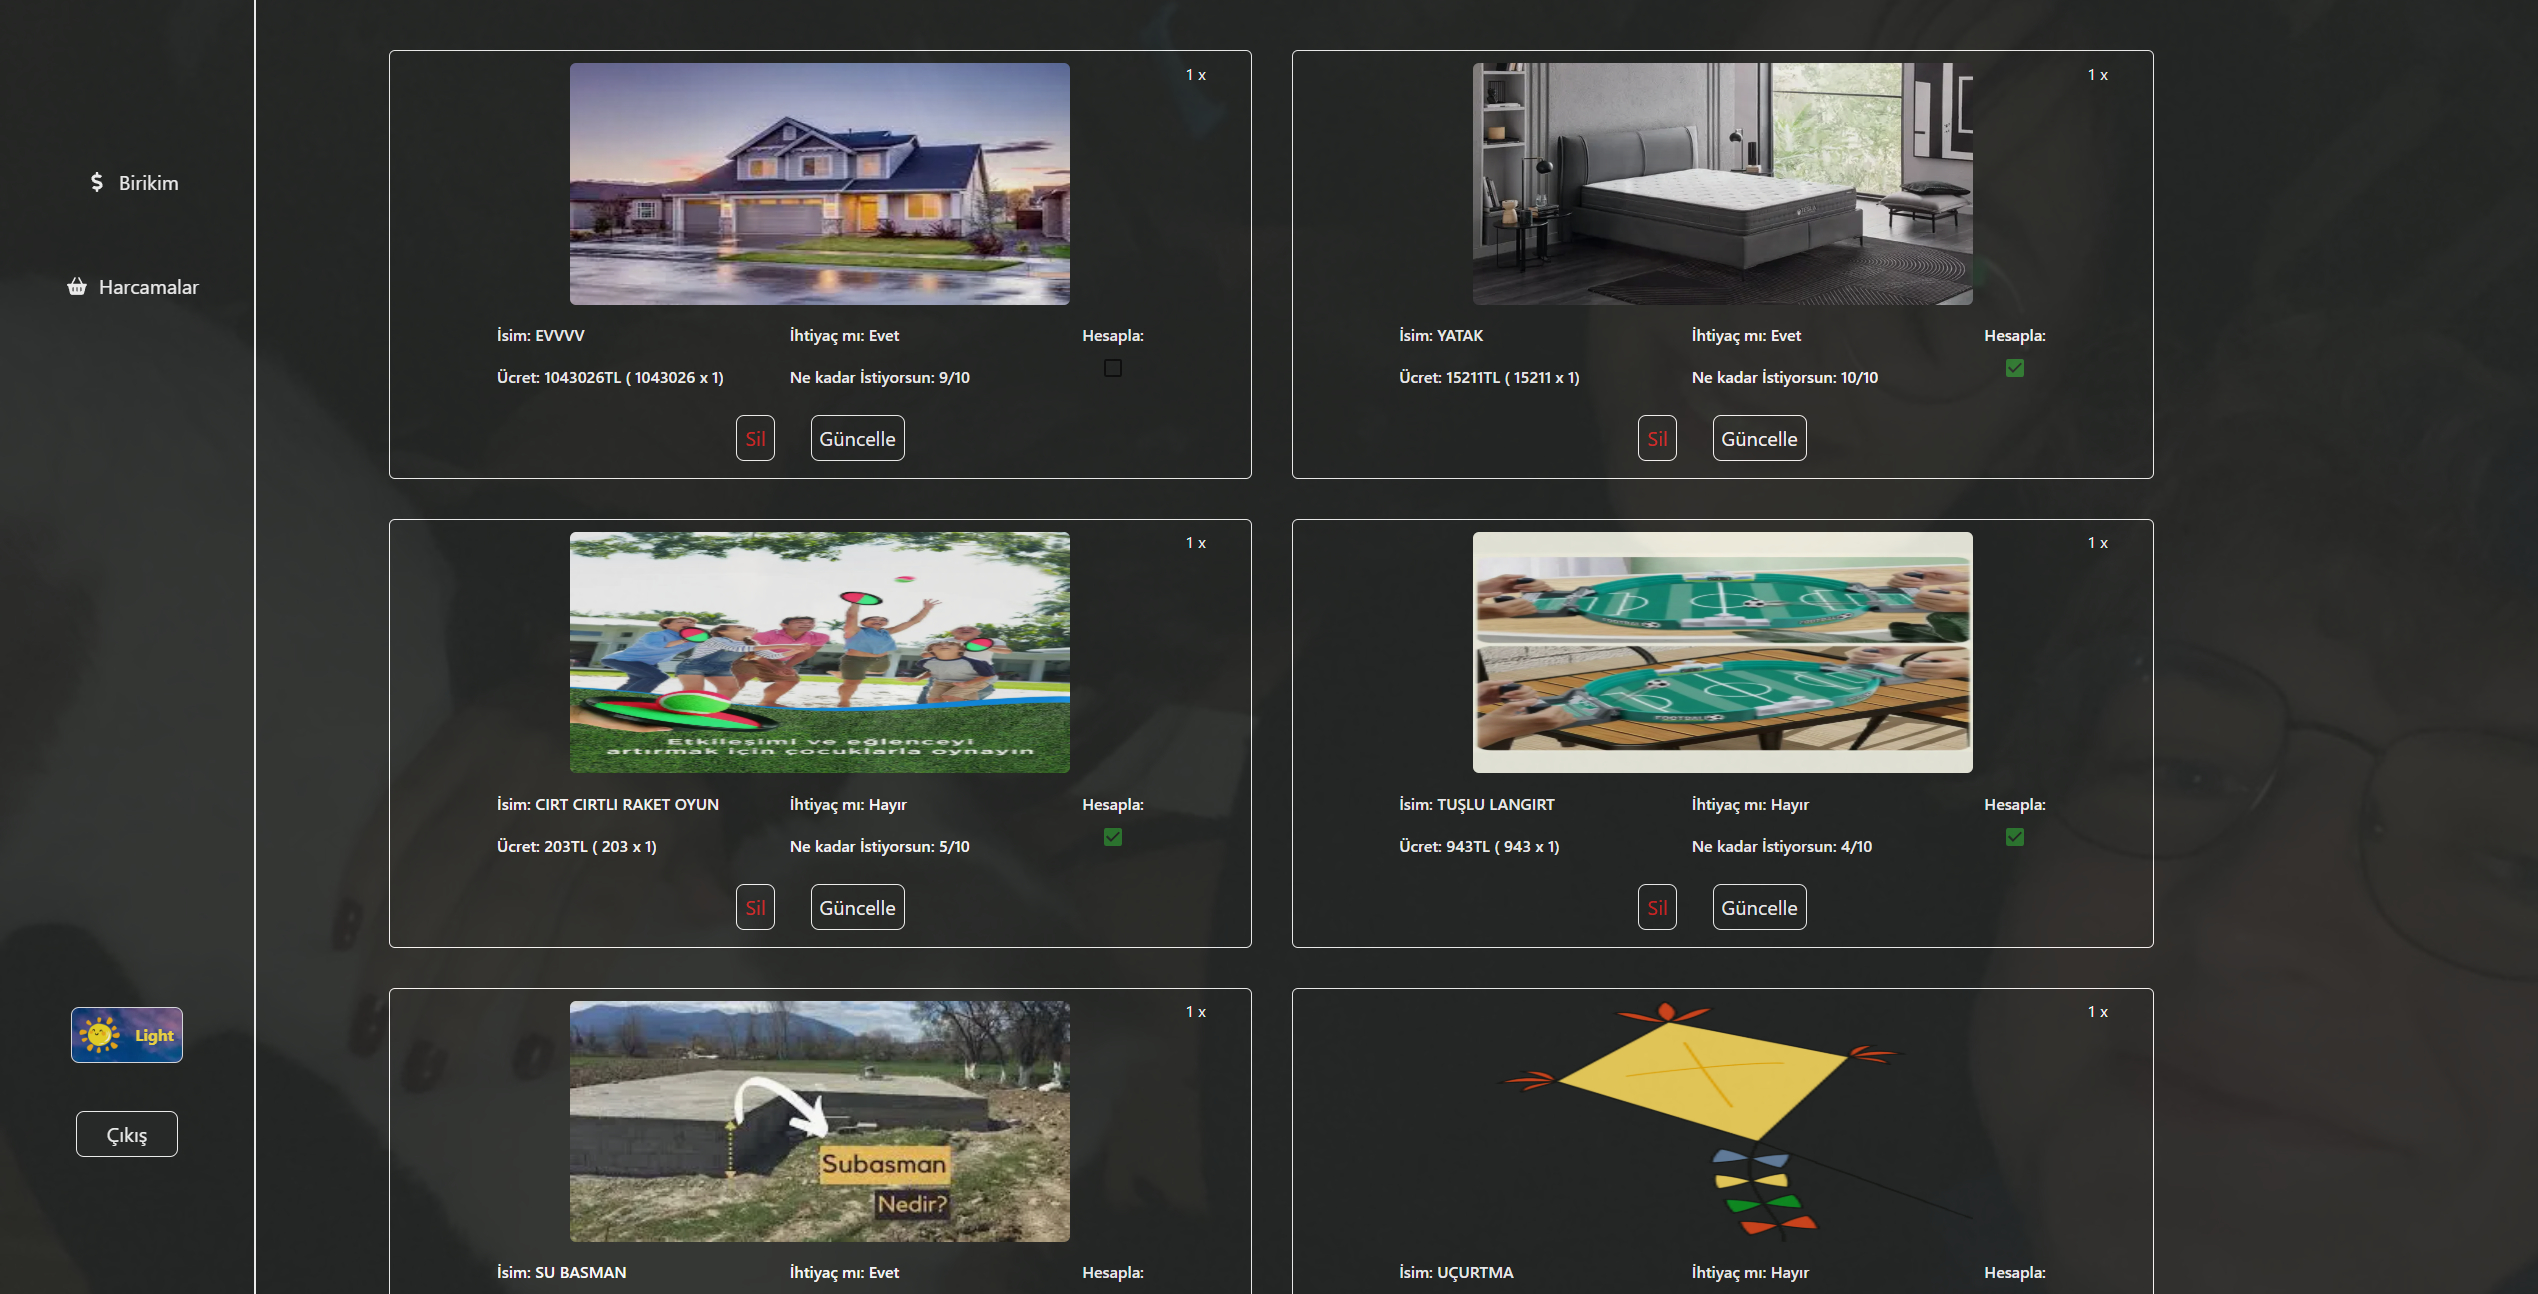 Birikim
Harcamalar
Light
Çıkış
1 x
İsim: EVVVV
İhtiyaç mı: Evet
Hesapla:
Ücret: 1043026TL ( 1043026 x 1)
Ne kadar İstiyorsun: 9/10
Sil
Güncelle
1 x
İsim: YATAK
İhtiyaç mı: Evet
Hesapla:
Ücret: 15211TL ( 15211 x 1)
Ne kadar İstiyorsun: 10/10
Sil
Güncelle
1 x
Etkileşimi ve eğlenceyi
artırmak için çocuklarla oynayın
İsim: CIRT CIRTLI RAKET OYUN
İhtiyaç mı: Hayır
Hesapla:
Ücret: 203TL ( 203 x 1)
Ne kadar İstiyorsun: 5/10
Sil
Güncelle
1 x
FOOTBALL
İsim: TUŞLU LANGIRT
İhtiyaç mı: Hayır
Hesapla:
Ücret: 943TL ( 943 x 1)
Ne kadar İstiyorsun: 4/10
Sil
Güncelle
1 x
Subasman
Nedir?
İsim: SU BASMAN
İhtiyaç mı: Evet
Hesapla:
1 x
İsim: UÇURTMA
İhtiyaç mı: Hayır
Hesapla: